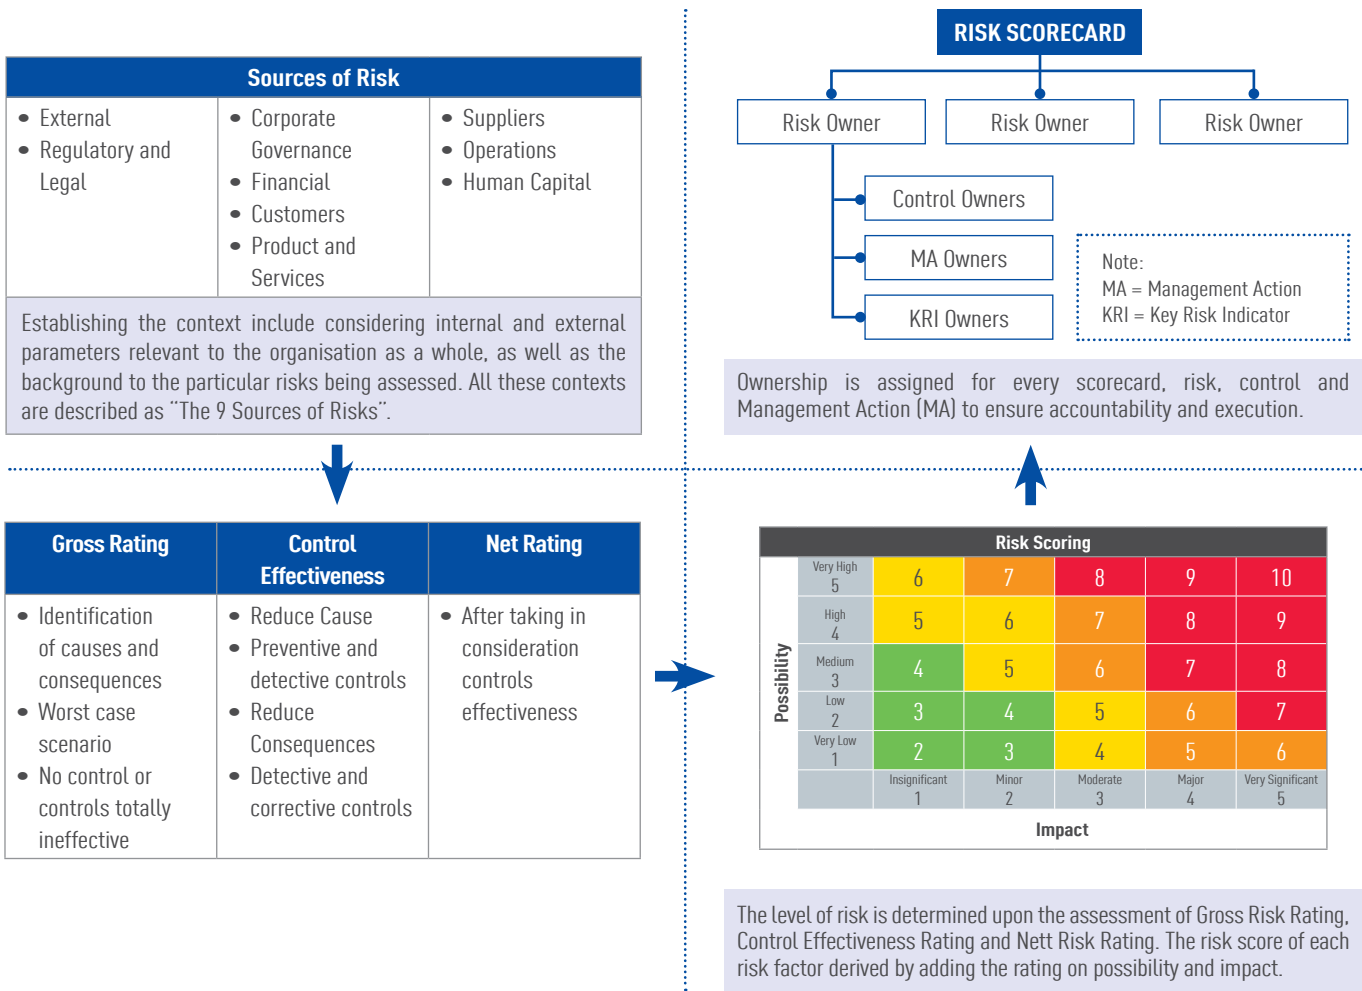 Sources of Risk
• External
• Regulatory and
Legal
• Corporate
Governance
• Financial
• Customers
• Product and
Services
• Suppliers
• Operations
• Human Capital
Establishing the context include considering internal and external
parameters relevant to the organisation as a whole, as well as the
background to the particular risks being assessed. All these contexts
are described as ¨The 9 Sources of Risks¨.
RISK SCORECARD
Risk Owner
Risk Owner
Risk Owner
Control Owners
MA Owners
KRI Owners
Note:
MA = Management Action
KRI = Key Risk Indicator
Ownership is assigned for every scorecard, risk, control and
Management Action (MA) to ensure accountability and execution.
Gross Rating
• Identification
of causes and
consequences
• Worst case
scenario
• No control or
controls totally
ineffective
Control
Effectiveness
• Reduce Cause
• Preventive and
detective controls
• Reduce
Consequences
• Detective and
corrective controls
Net Rating
• After taking in
consideration
controls
effectiveness
Risk Scoring
Possibility
Very High
5
6 7 8 9 10
High
4
5 6 7 8 9
Medium
3
4 5 6 7 8
Low
2
3 4 5 6 7
Very Low
1
2 3 4 5 6
Insignificant Minor Moderate Major Very Significant
1 2 3 4 5
Impact
The level of risk is determined upon the assessment of Gross Risk Rating,
Control Effectiveness Rating and Nett Risk Rating. The risk score of each
risk factor derived by adding the rating on possibility and impact.